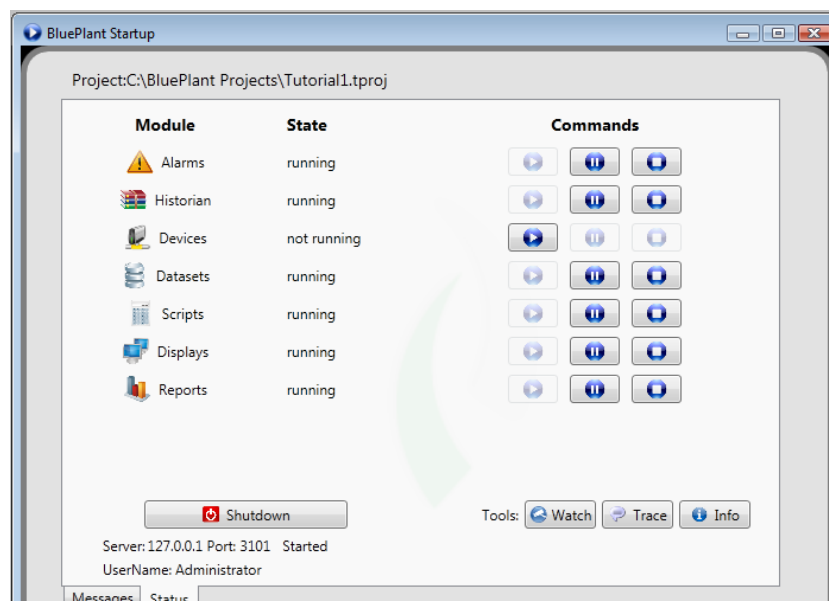 BluePlant Startup
Project:C:\BluePlant Projects\Tutorial1.tproj
Module State Commands
Alarms running
Historian running
Devices not running
Datasets running
Scripts running
Displays running
Reports running
Shutdown Tools: Watch Trace Info
Server: 127.0.0.1 Port: 3101 Started
UserName: Administrator
Messages Status